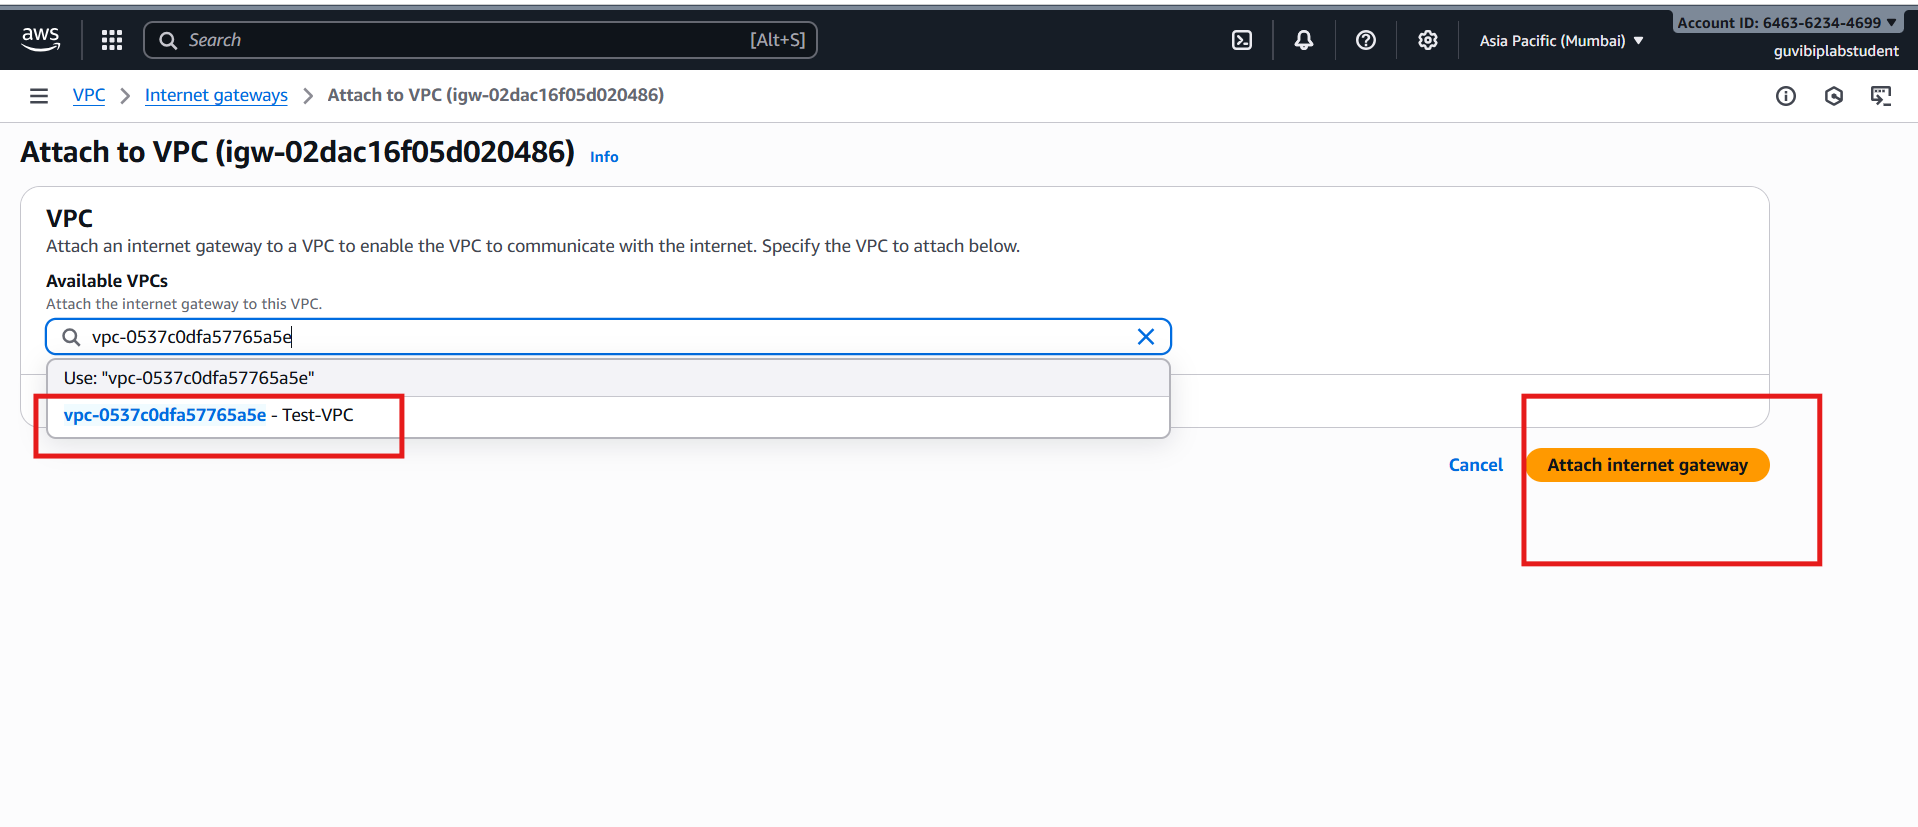 aws
Search [Alt+S]
Asia Pacific (Mumbai) ▼
Account ID: 6463-6234-4699 ▼
guvibiplabstudent
VPC > Internet gateways > Attach to VPC (igw-02dac16f05d020486)
Attach to VPC (igw-02dac16f05d020486) Info
VPC
Attach an internet gateway to a VPC to enable the VPC to communicate with the internet. Specify the VPC to attach below.
Available VPCs
Attach the internet gateway to this VPC.
vpc-0537c0dfa57765a5e
Use: "vpc-0537c0dfa57765a5e"
vpc-0537c0dfa57765a5e - Test-VPC
Cancel Attach internet gateway